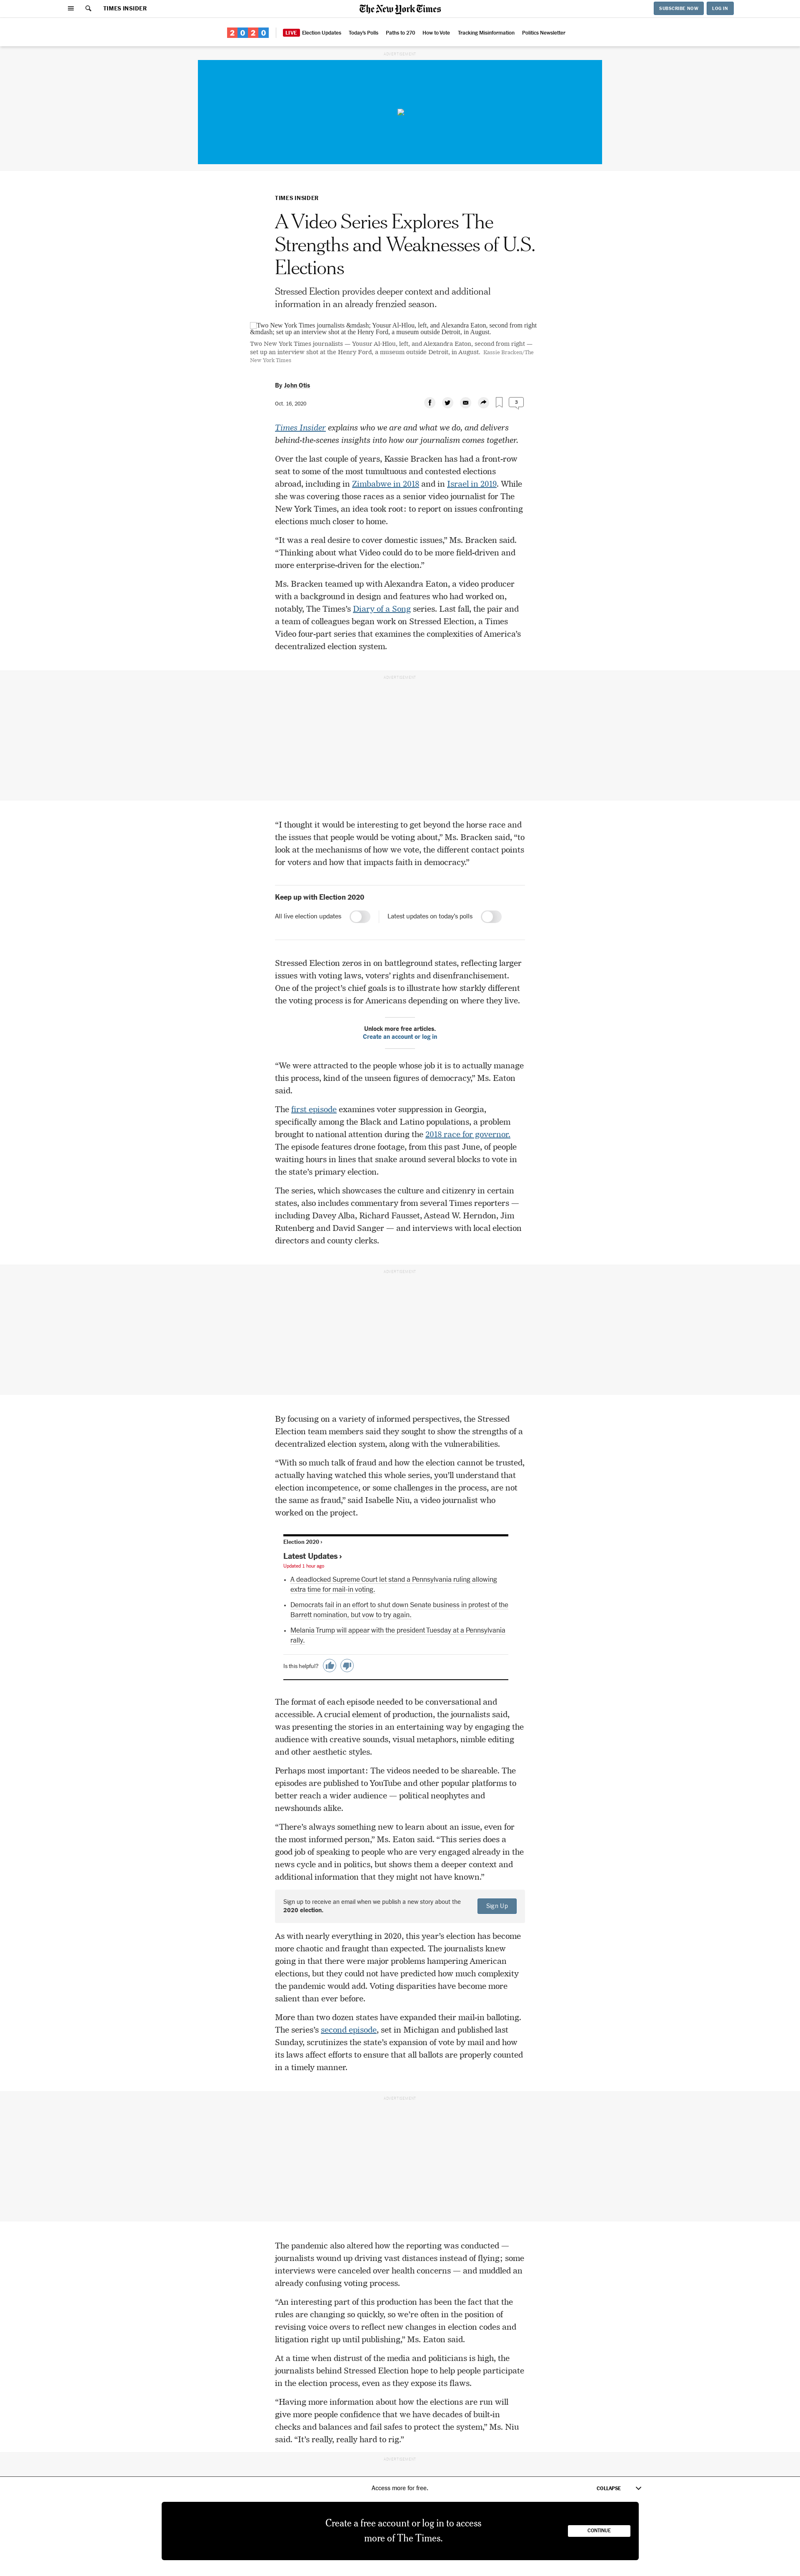 TIMES INSIDER
The New York Times
SUBSCRIBE NOW
LOG IN
2020
LIVE Election Updates
Today's Polls
Paths to 270
How to Vote
Tracking Misinformation
Politics Newsletter
ADVERTISEMENT
TIMES INSIDER
A Video Series Explores The
Strengths and Weaknesses of U.S.
Elections
Stressed Election provides deeper context and additional
information in an already frenzied season.
Two New York Times journalists &mdash; Yousur Al-Hlou, left, and Alexandra Eaton, second from right
&mdash; set up an interview shot at the Henry Ford, a museum outside Detroit, in August.
Two New York Times journalists — Yousur Al-Hlou, left, and Alexandra Eaton, second from right —
set up an interview shot at the Henry Ford, a museum outside Detroit, in August. Kassie Bracken/The
New York Times
By John Otis
Oct. 16, 2020
3
Times Insider explains who we are and what we do, and delivers
behind-the-scenes insights into how our journalism comes together.
Over the last couple of years, Kassie Bracken has had a front-row
seat to some of the most tumultuous and contested elections
abroad, including in Zimbabwe in 2018 and in Israel in 2019. While
she was covering those races as a senior video journalist for The
New York Times, an idea took root: to report on issues confronting
elections much closer to home.
“It was a real desire to cover domestic issues,” Ms. Bracken said.
“Thinking about what Video could do to be more field-driven and
more enterprise-driven for the election.”
Ms. Bracken teamed up with Alexandra Eaton, a video producer
with a background in design and features who had worked on,
notably, The Times’s Diary of a Song series. Last fall, the pair and
a team of colleagues began work on Stressed Election, a Times
Video four-part series that examines the complexities of America’s
decentralized election system.
ADVERTISEMENT
“I thought it would be interesting to get beyond the horse race and
the issues that people would be voting about,” Ms. Bracken said, “to
look at the mechanisms of how we vote, the different contact points
for voters and how that impacts faith in democracy.”
Keep up with Election 2020
All live election updates
Latest updates on today’s polls
Stressed Election zeros in on battleground states, reflecting larger
issues with voting laws, voters’ rights and disenfranchisement.
One of the project’s chief goals is to illustrate how starkly different
the voting process is for Americans depending on where they live.
Unlock more free articles.
Create an account or log in
“We were attracted to the people whose job it is to actually manage
this process, kind of the unseen figures of democracy,” Ms. Eaton
said.
The first episode examines voter suppression in Georgia,
specifically among the Black and Latino populations, a problem
brought to national attention during the 2018 race for governor.
The episode features drone footage, from this past June, of people
waiting hours in lines that snake around several blocks to vote in
the state’s primary election.
The series, which showcases the culture and citizenry in certain
states, also includes commentary from several Times reporters —
including Davey Alba, Richard Fausset, Astead W. Herndon, Jim
Rutenberg and David Sanger — and interviews with local election
directors and county clerks.
ADVERTISEMENT
By focusing on a variety of informed perspectives, the Stressed
Election team members said they sought to show the strengths of a
decentralized election system, along with the vulnerabilities.
“With so much talk of fraud and how the election cannot be trusted,
actually having watched this whole series, you’ll understand that
election incompetence, or some challenges in the process, are not
the same as fraud,” said Isabelle Niu, a video journalist who
worked on the project.
Election 2020 ›
Latest Updates ›
Updated 1 hour ago
• A deadlocked Supreme Court let stand a Pennsylvania ruling allowing
extra time for mail-in voting.
• Democrats fail in an effort to shut down Senate business in protest of the
Barrett nomination, but vow to try again.
• Melania Trump will appear with the president Tuesday at a Pennsylvania
rally.
Is this helpful?
The format of each episode needed to be conversational and
accessible. A crucial element of production, the journalists said,
was presenting the stories in an entertaining way by engaging the
audience with creative sounds, visual metaphors, nimble editing
and other aesthetic styles.
Perhaps most important: The videos needed to be shareable. The
episodes are published to YouTube and other popular platforms to
better reach a wider audience — political neophytes and
newshounds alike.
“There’s always something new to learn about an issue, even for
the most informed person,” Ms. Eaton said. “This series does a
good job of speaking to people who are very engaged already in the
news cycle and in politics, but shows them a deeper context and
additional information that they might not have known.”
Sign up to receive an email when we publish a new story about the
2020 election.
Sign Up
As with nearly everything in 2020, this year’s election has become
more chaotic and fraught than expected. The journalists knew
going in that there were major problems hampering American
elections, but they could not have predicted how much complexity
the pandemic would add. Voting disparities have become more
salient than ever before.
More than two dozen states have expanded their mail-in balloting.
The series’s second episode, set in Michigan and published last
Sunday, scrutinizes the state’s expansion of vote by mail and how
its laws affect efforts to ensure that all ballots are properly counted
in a timely manner.
ADVERTISEMENT
The pandemic also altered how the reporting was conducted —
journalists wound up driving vast distances instead of flying; some
interviews were canceled over health concerns — and muddled an
already confusing voting process.
“An interesting part of this production has been the fact that the
rules are changing so quickly, so we’re often in the position of
revising voice overs to reflect new changes in election codes and
litigation right up until publishing,” Ms. Eaton said.
At a time when distrust of the media and politicians is high, the
journalists behind Stressed Election hope to help people participate
in the election process, even as they expose its flaws.
“Having more information about how the elections are run will
give more people confidence that we have decades of built-in
checks and balances and fail safes to protect the system,” Ms. Niu
said. “It’s really, really hard to rig.”
ADVERTISEMENT
Access more for free.
COLLAPSE
Create a free account or log in to access
more of The Times.
CONTINUE